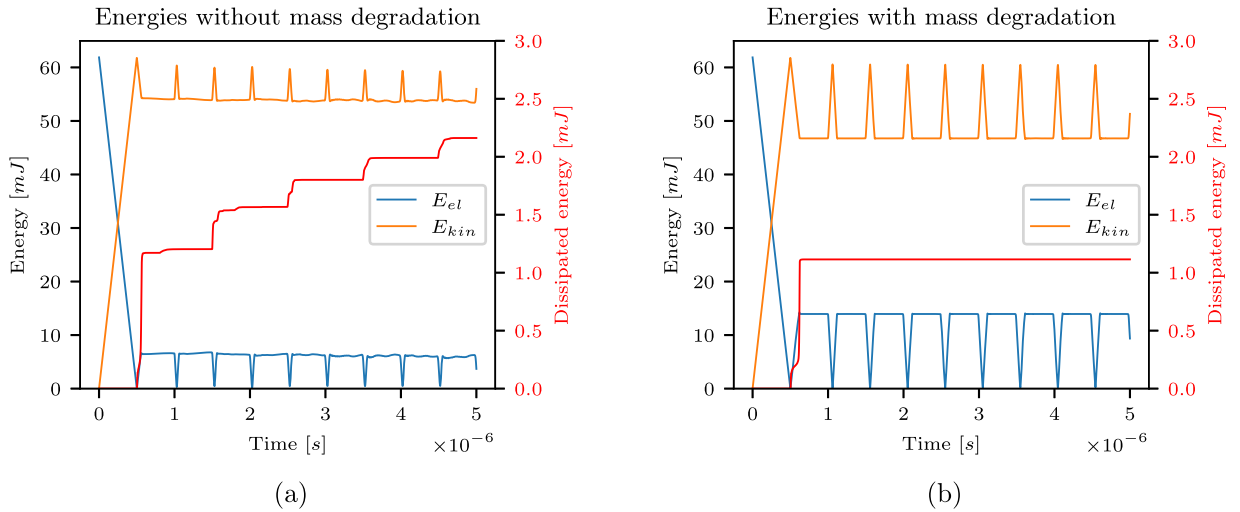 Energies without mass degradation
Energy [mJ]
60
50
40
30
20
10
0
3.0
2.5
2.0
1.5
1.0
0.5
0.0
Dissipated energy [mJ]
E_el
E_kin
0 1 2 3 4 5
Time [s]
×10⁻⁶
(a)
Energies with mass degradation
Energy [mJ]
60
50
40
30
20
10
0
3.0
2.5
2.0
1.5
1.0
0.5
0.0
Dissipated energy [mJ]
E_el
E_kin
0 1 2 3 4 5
Time [s]
×10⁻⁶
(b)